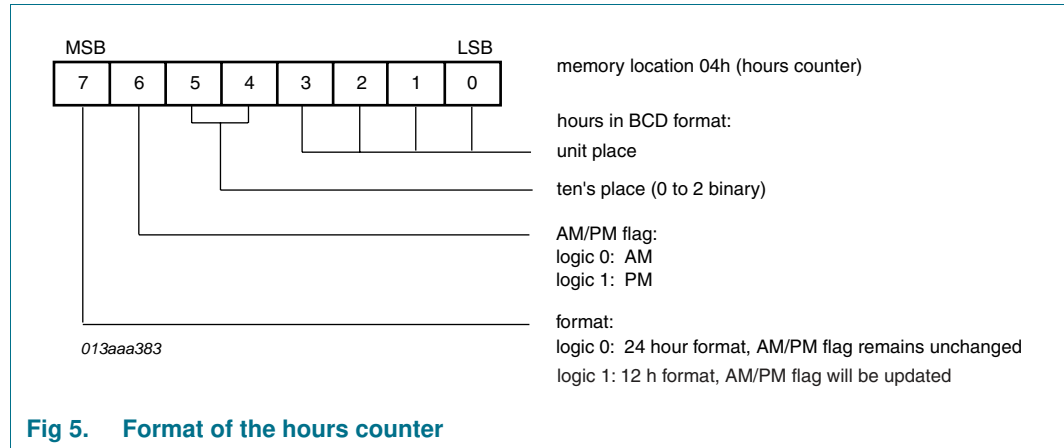 MSB LSB
7 6 5 4 3 2 1 0
memory location 04h (hours counter)
hours in BCD format:
unit place
ten's place (0 to 2 binary)
AM/PM flag:
logic 0: AM
logic 1: PM
format:
logic 0: 24 hour format, AM/PM flag remains unchanged
logic 1: 12 h format, AM/PM flag will be updated
013aaa383
Fig 5. Format of the hours counter